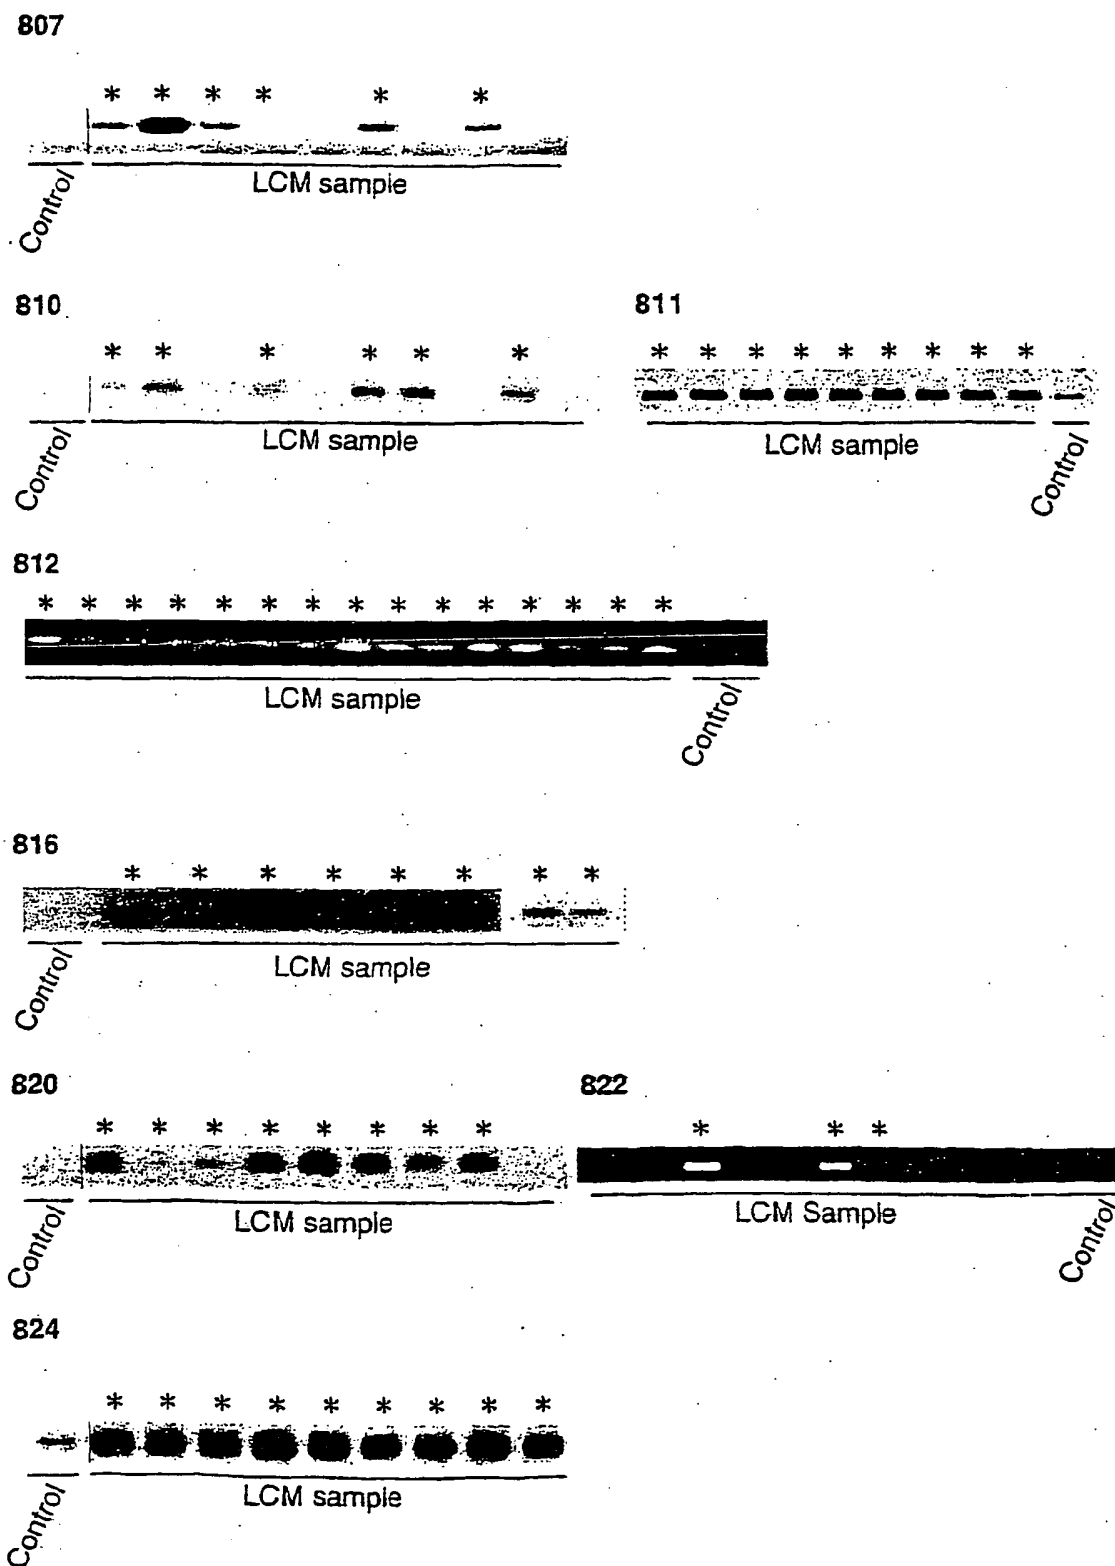 807
* * * * * *
LCM sample
Control
810 811
* * * * * *
* * * * * * * * *
LCM sample
LCM sample
Control
Control
812
* * * * * * * * * * * * * * *
LCM sample
Control
816
* * * * * * * *
LCM sample
Control
820 822
* * * * * * * *
* * *
LCM sample
LCM Sample
Control
Control
824
* * * * * * * * *
LCM sample
Control